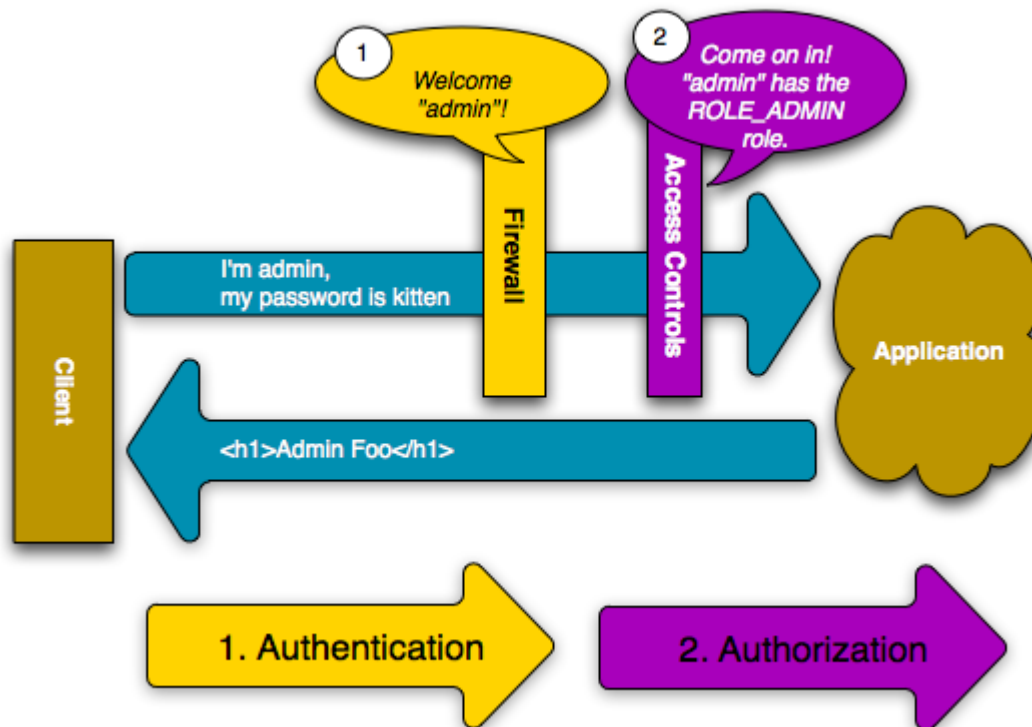 1
Welcome
"admin"!
2
Come on in!
"admin" has the
ROLE_ADMIN
role.
Firewall
Access Controls
Client
I'm admin,
my password is kitten
Application
<h1>Admin Foo</h1>
1. Authentication
2. Authorization